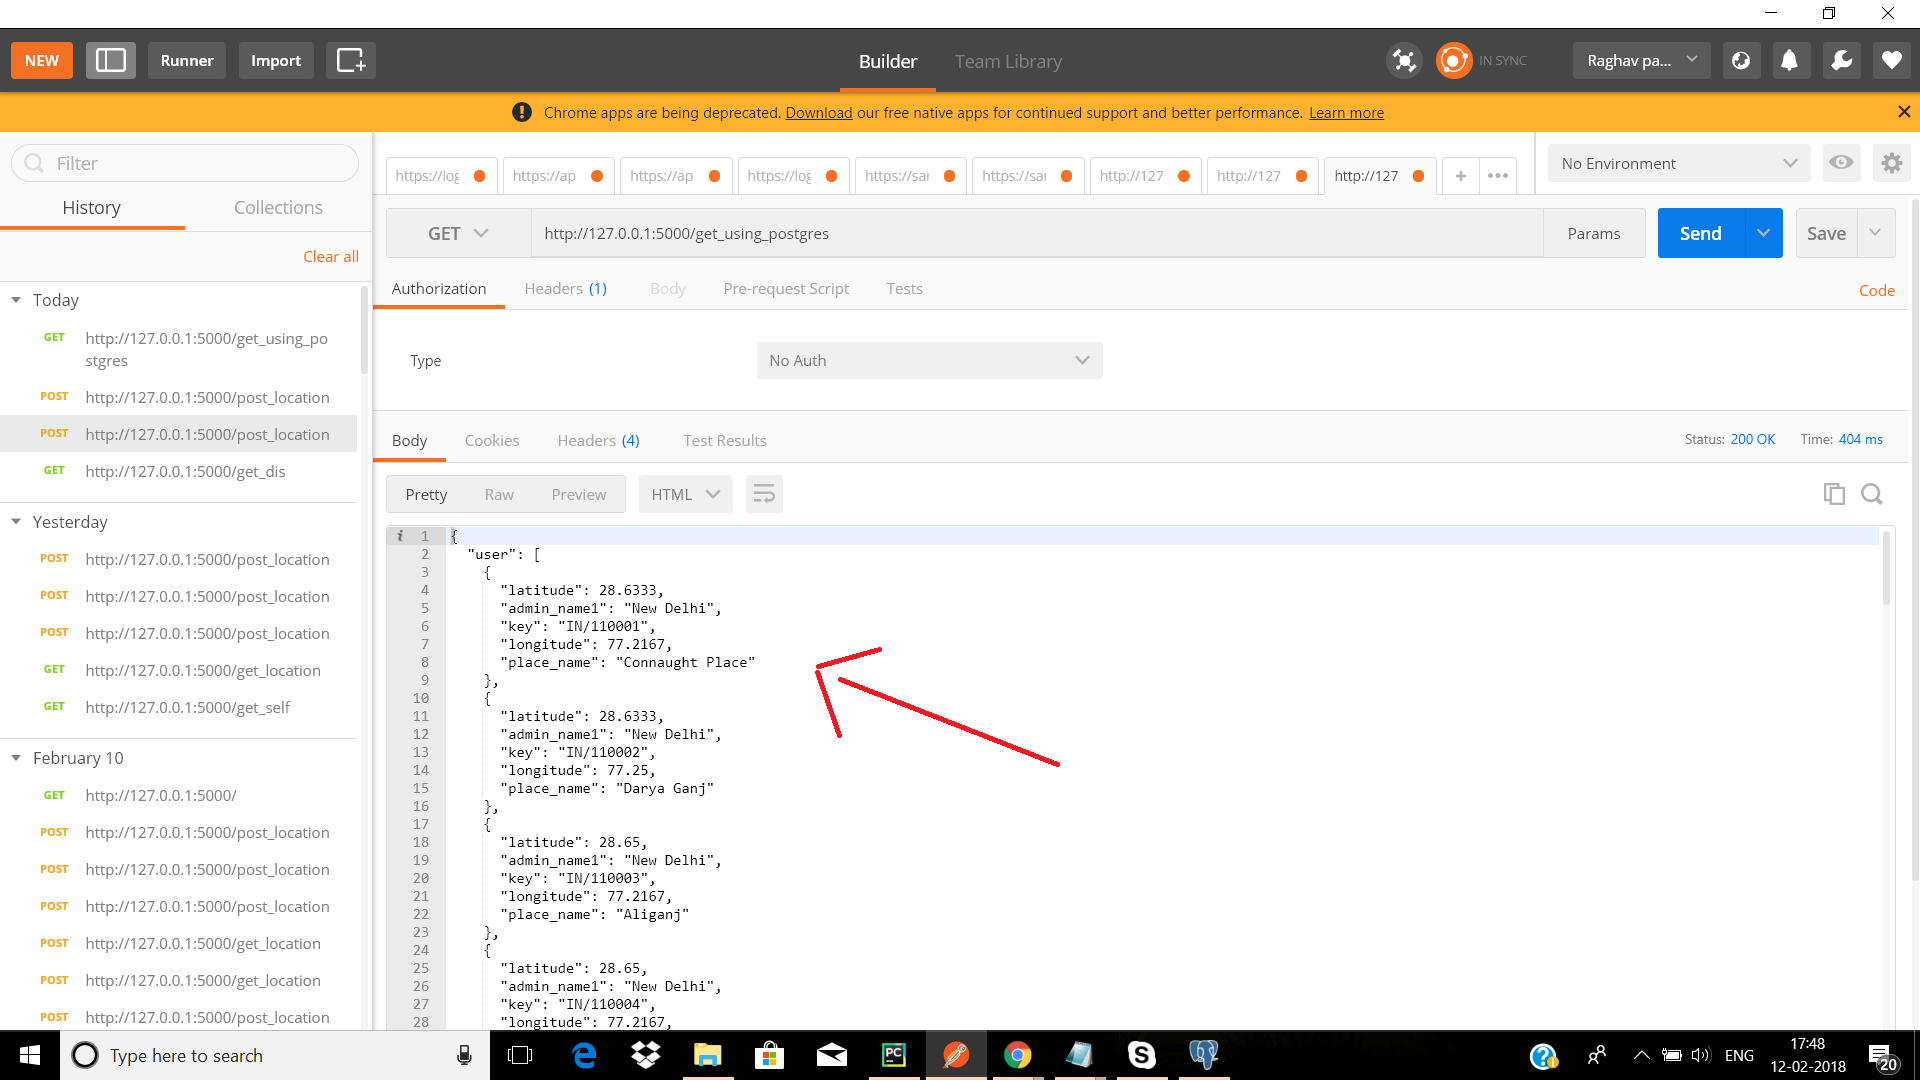 NEW
Runner
Import
Builder
Team Library
IN SYNC
Raghav pa...
Chrome apps are being deprecated. Download our free native apps for continued support and better performance. Learn more
Filter
History
Collections
Clear all
Today
GET http://127.0.0.1:5000/get_using_po
stgres
POST http://127.0.0.1:5000/post_location
POST http://127.0.0.1:5000/post_location
GET http://127.0.0.1:5000/get_dis
Yesterday
POST http://127.0.0.1:5000/post_location
POST http://127.0.0.1:5000/post_location
POST http://127.0.0.1:5000/post_location
GET http://127.0.0.1:5000/get_location
GET http://127.0.0.1:5000/get_self
February 10
GET http://127.0.0.1:5000/
POST http://127.0.0.1:5000/post_location
POST http://127.0.0.1:5000/post_location
POST http://127.0.0.1:5000/post_location
POST http://127.0.0.1:5000/get_location
POST http://127.0.0.1:5000/get_location
POST http://127.0.0.1:5000/post_location
https://log
https://ap
https://ap
https://log
https://sai
https://sai
http://127
http://127
http://127
+
•••
No Environment
GET
http://127.0.0.1:5000/get_using_postgres
Params
Send
Save
Authorization
Headers (1)
Body
Pre-request Script
Tests
Code
Type
No Auth
Body
Cookies
Headers (4)
Test Results
Status: 200 OK
Time: 404 ms
Pretty
Raw
Preview
HTML
i 1 {
2 "user": [
3 {
4 "latitude": 28.6333,
5 "admin_name1": "New Delhi",
6 "key": "IN/110001",
7 "longitude": 77.2167,
8 "place_name": "Connaught Place"
9 },
10 {
11 "latitude": 28.6333,
12 "admin_name1": "New Delhi",
13 "key": "IN/110002",
14 "longitude": 77.25,
15 "place_name": "Darya Ganj"
16 },
17 {
18 "latitude": 28.65,
19 "admin_name1": "New Delhi",
20 "key": "IN/110003",
21 "longitude": 77.2167,
22 "place_name": "Aliganj"
23 },
24 {
25 "latitude": 28.65,
26 "admin_name1": "New Delhi",
27 "key": "IN/110004",
28 "longitude": 77.2167,
Type here to search
PC
ENG
17:48
12-02-2018
20